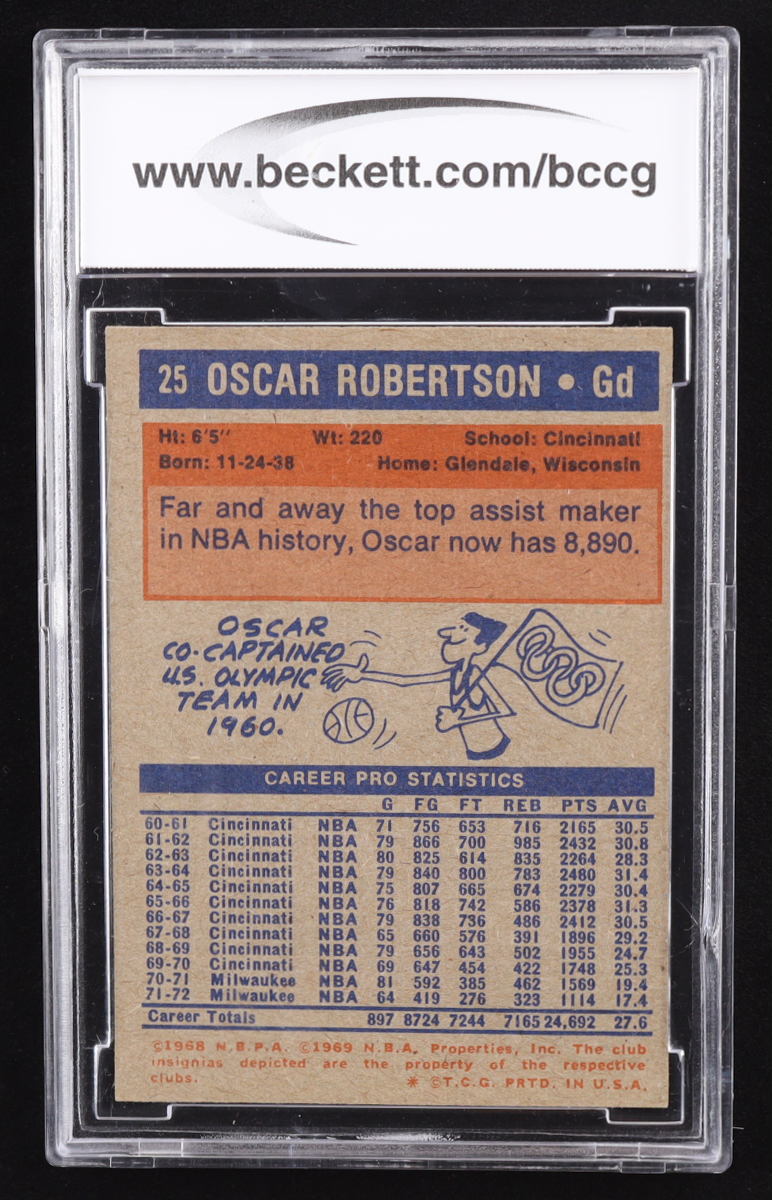 www.beckett.com/bccg
25 OSCAR ROBERTSON • Gd
Ht: 6'5" Wt: 220 School: Cincinnati
Born: 11-24-38 Home: Glendale, Wisconsin
Far and away the top assist maker
in NBA history, Oscar now has 8,890.
OSCAR
CO-CAPTAINED
U.S. OLYMPIC
TEAM IN
1960.
CAREER PRO STATISTICS
G FG FT REB PTS AVG
60-61 Cincinnati NBA 71 756 653 716 2165 30.5
61-62 Cincinnati NBA 79 866 700 985 2432 30.8
62-63 Cincinnati NBA 80 825 614 835 2264 28.3
63-64 Cincinnati NBA 79 840 800 783 2480 31.4
64-65 Cincinnati NBA 75 807 665 674 2279 30.4
65-66 Cincinnati NBA 76 818 742 586 2378 31.3
66-67 Cincinnati NBA 79 838 736 486 2412 30.5
67-68 Cincinnati NBA 65 660 576 391 1896 29.2
68-69 Cincinnati NBA 79 656 643 502 1955 24.7
69-70 Cincinnati NBA 69 647 454 422 1748 25.3
70-71 Milwaukee NBA 81 592 385 462 1569 19.4
71-72 Milwaukee NBA 64 419 276 323 1114 17.4
Career Totals 897 8724 7244 7165 24,692 27.6
©1968 N.B.P.A. ©1969 N.B.A. Properties, Inc. The club
insignias depicted are the property of the respective
clubs. * ©T.C.G. PRTD. IN U.S.A.